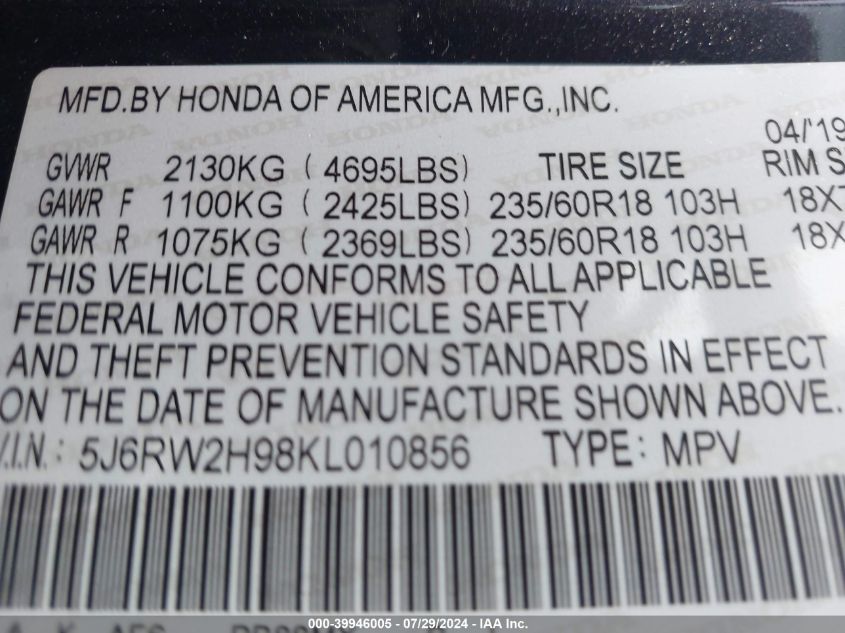 MFD.BY HONDA OF AMERICA MFG.,INC.
04/'19
GVWR 2130KG ( 4695LBS) TIRE SIZE RIM S
GAWR F 1100KG ( 2425LBS) 235/60R18 103H 18X7
GAWR R 1075KG ( 2369LBS) 235/60R18 103H 18X
THIS VEHICLE CONFORMS TO ALL APPLICABLE
FEDERAL MOTOR VEHICLE SAFETY
AND THEFT PREVENTION STANDARDS IN EFFECT
ON THE DATE OF MANUFACTURE SHOWN ABOVE.
V.I.N.: 5J6RW2H98KL010856 TYPE: MPV
000-39946005 - 07/29/2024 - IAA Inc.